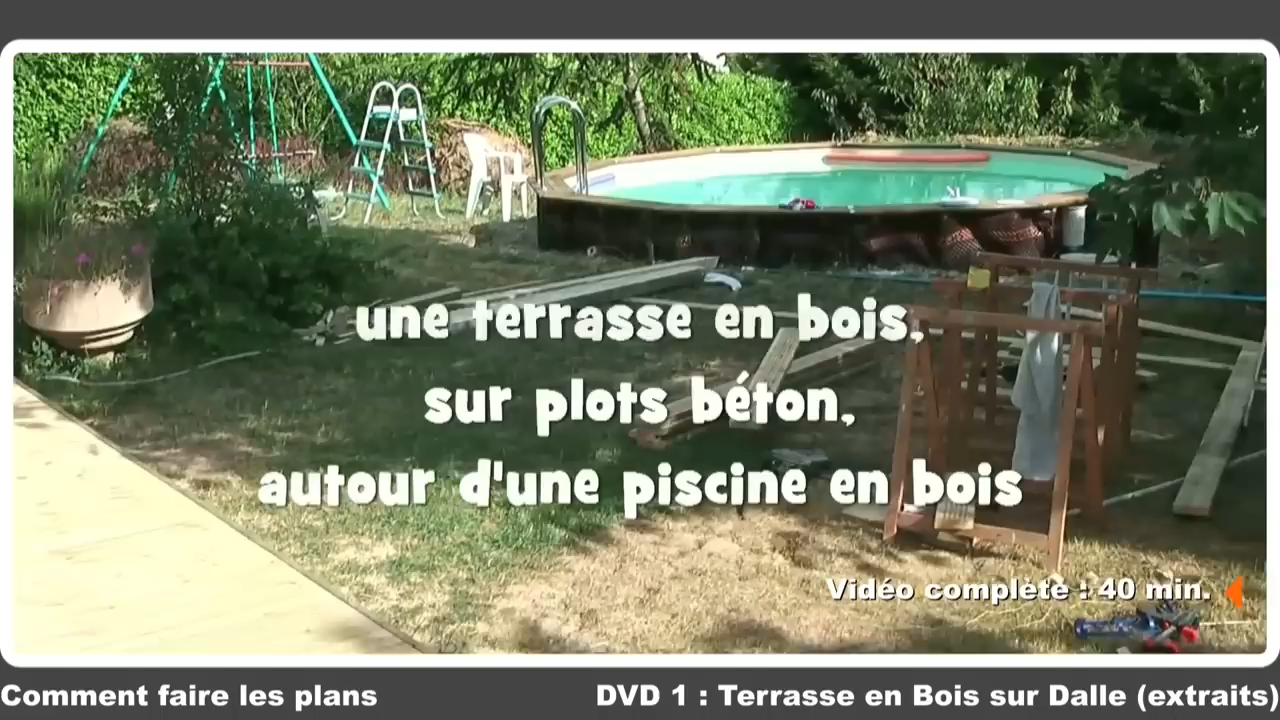 une terrasse en bois,
sur plots béton,
autour d'une piscine en bois
Vidéo complète : 40 min.
Comment faire les plans
DVD 1 : Terrasse en Bois sur Dalle (extraits)